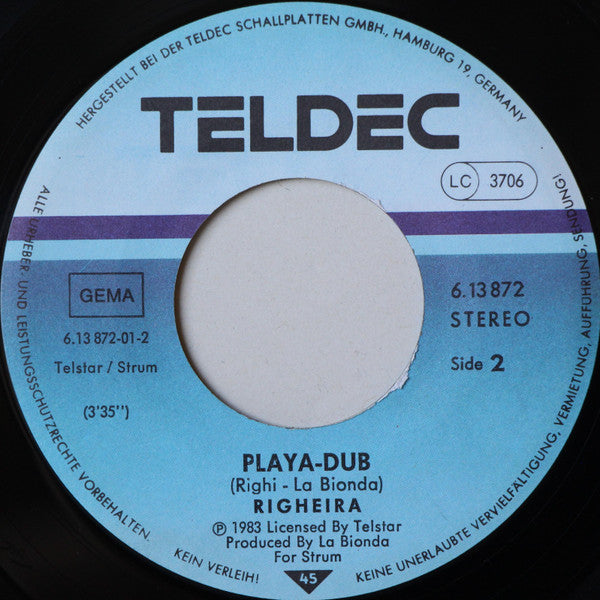 HERGESTELLT BEI DER TELDEC SCHALLPLATTEN GMBH., HAMBURG 19, GERMANY
TELDEC
LC 3706
GEMA
6.13 872-01-2
Telstar / Strum
(3'35'')
6.13 872
STEREO
Side 2
PLAYA-DUB
(Righi - La Bionda)
RIGHEIRA
℗ 1983 Licensed By Telstar
Produced By La Bionda
For Strum
45
ALLE URHEBER- UND LEISTUNGSSCHUTZRECHTE VORBEHALTEN.
KEIN VERLEIH!
KEINE UNERLAUBTE VERVIELFÄLTIGUNG, VERMIETUNG, AUFFÜHRUNG, SENDUNG!